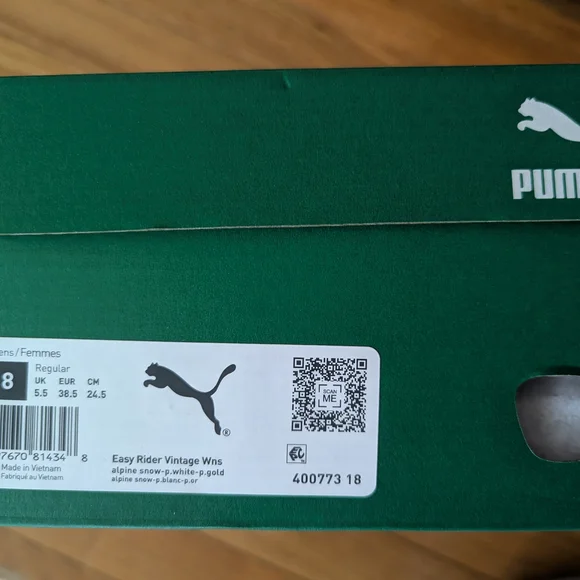 PUM
ens/Femmes
8
Regular
UK EUR CM
5.5 38.5 24.5
SCAN
ME
®
7670 81434 8
Made in Vietnam
Fabriqué au Vietnam
Easy Rider Vintage Wns
alpine snow-p.white-p.gold
alpine snow-p.blanc-p.or
400773 18